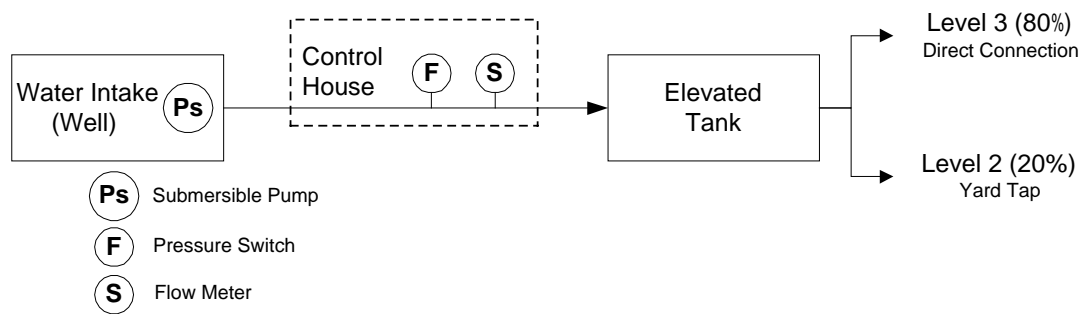 Water Intake
(Well)
Ps
Control
House
F
S
Elevated
Tank
Level 3 (80%)
Direct Connection
Level 2 (20%)
Yard Tap
Ps Submersible Pump
F Pressure Switch
S Flow Meter